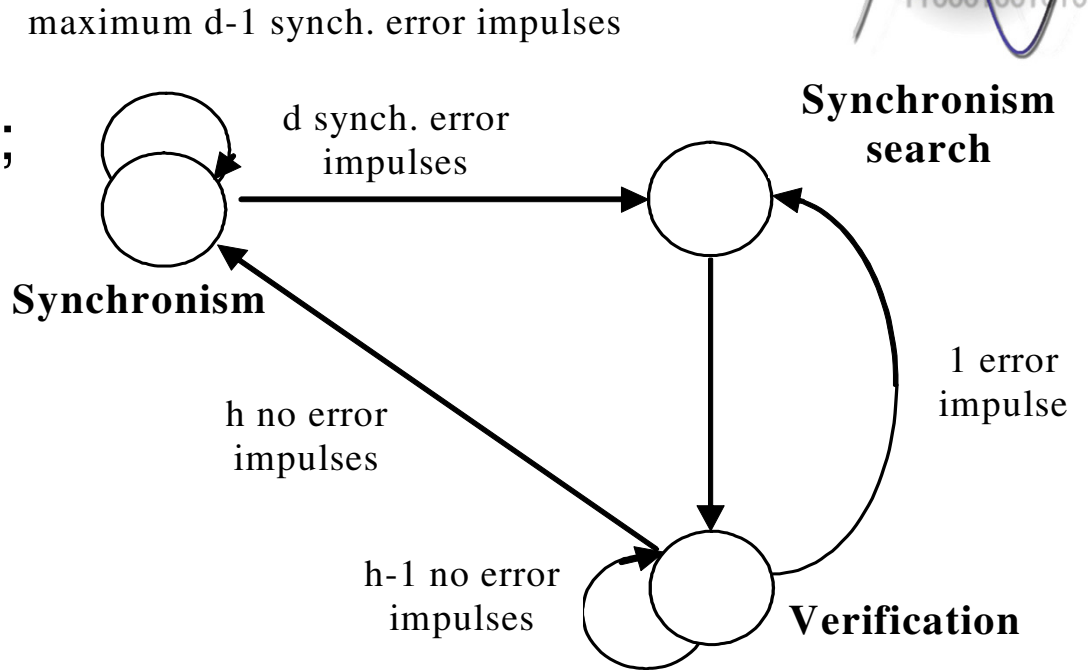 maximum d-1 synch. error impulses
;
d synch. error
impulses
Synchronism
search
Synchronism
1 error
impulse
h no error
impulses
h-1 no error
impulses
Verification